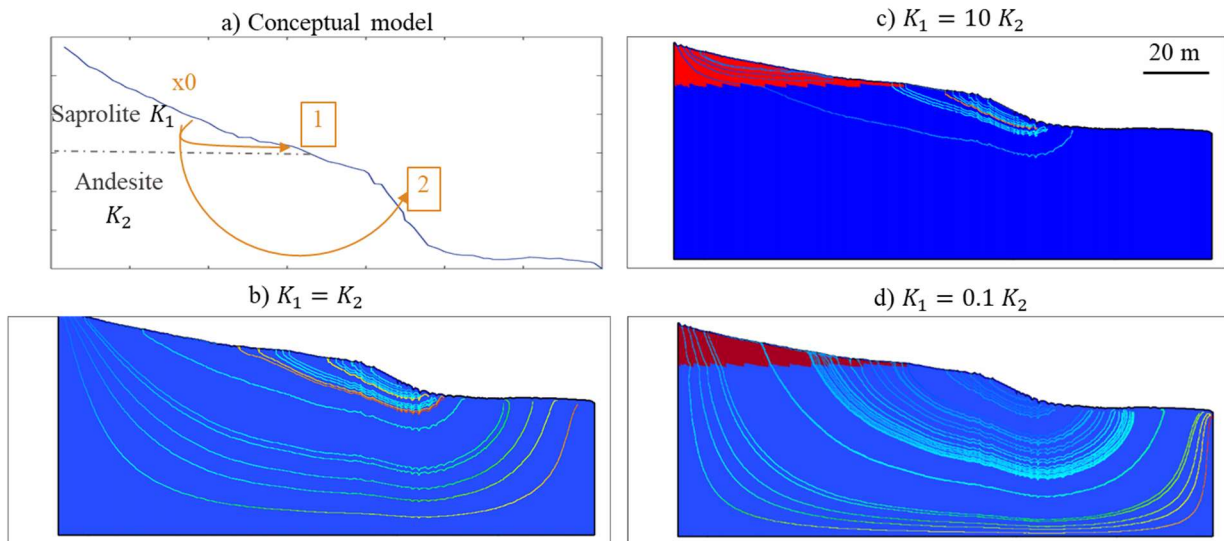 a) Conceptual model
x0
Saprolite K₁
1
Andesite
K₂
2
b) K₁ = K₂
c) K₁ = 10 K₂
20 m
d) K₁ = 0.1 K₂